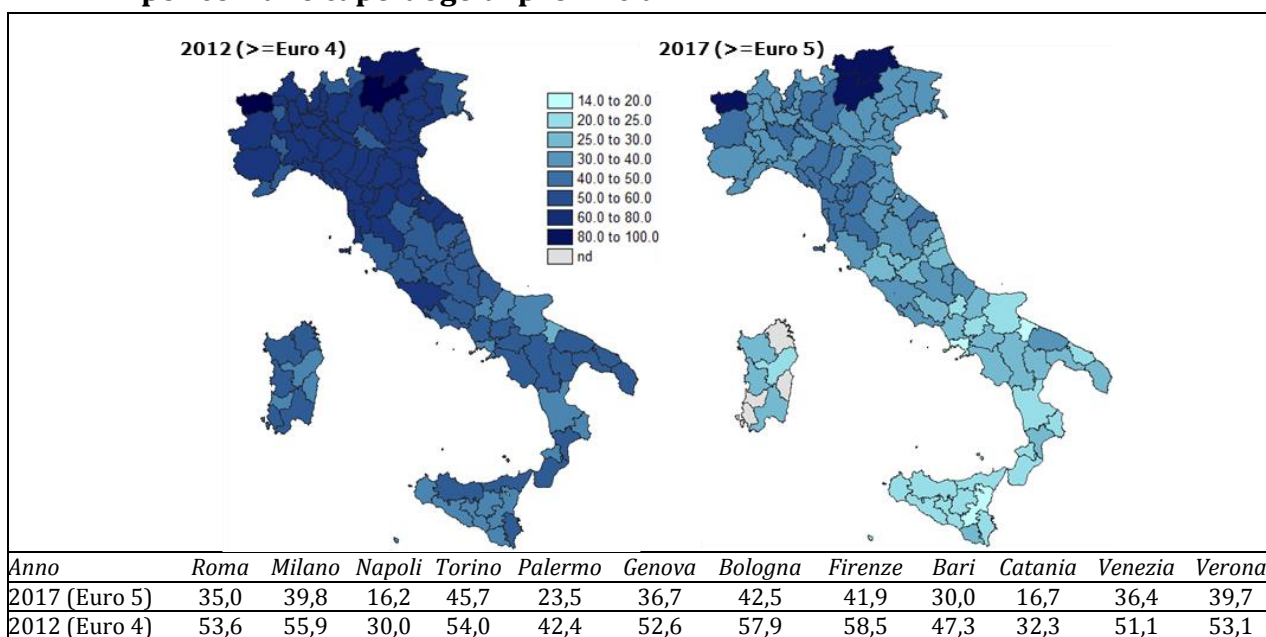 2012 (>=Euro 4)
2017 (>=Euro 5)
14.0 to 20.0
20.0 to 25.0
25.0 to 30.0
30.0 to 40.0
40.0 to 50.0
50.0 to 60.0
60.0 to 80.0
80.0 to 100.0
nd
Anno Roma Milano Napoli Torino Palermo Genova Bologna Firenze Bari Catania Venezia Verona
2017 (Euro 5) 35,0 39,8 16,2 45,7 23,5 36,7 42,5 41,9 30,0 16,7 36,4 39,7
2012 (Euro 4) 53,6 55,9 30,0 54,0 42,4 52,6 57,9 58,5 47,3 32,3 51,1 53,1